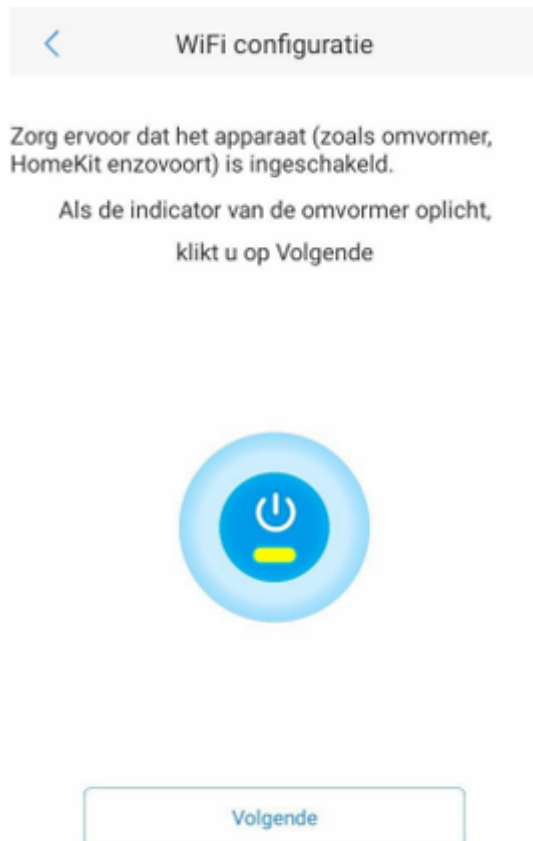 WiFi configuratie
Zorg ervoor dat het apparaat (zoals omvormer,
HomeKit enzovoort) is ingeschakeld.
Als de indicator van de omvormer oplicht,
klikt u op Volgende
Volgende